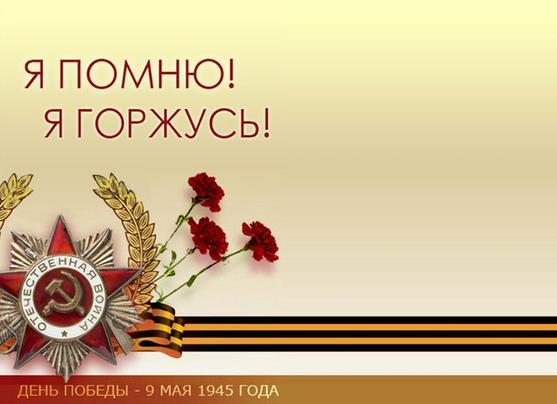 Я ПОМНЮ!
Я ГОРЖУСЬ!
ОТЕЧЕСТВЕННАЯ ВОЙНА
ДЕНЬ ПОБЕДЫ - 9 МАЯ 1945 ГОДА